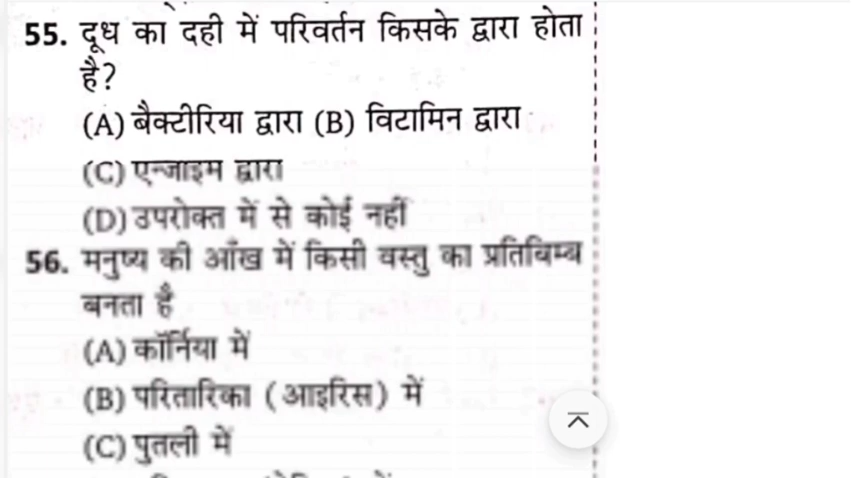 55. दूध का दही में परिवर्तन किसके द्वारा होता
है?
(A) बैक्टीरिया द्वारा (B) विटामिन द्वारा
(C) एन्जाइम द्वारा
(D) उपरोक्त में से कोई नहीं
56. मनुष्य की आँख में किसी वस्तु का प्रतिबिम्ब
बनता है
(A) कॉर्निया में
(B) परितारिका (आइरिस) में
(C) पुतली में